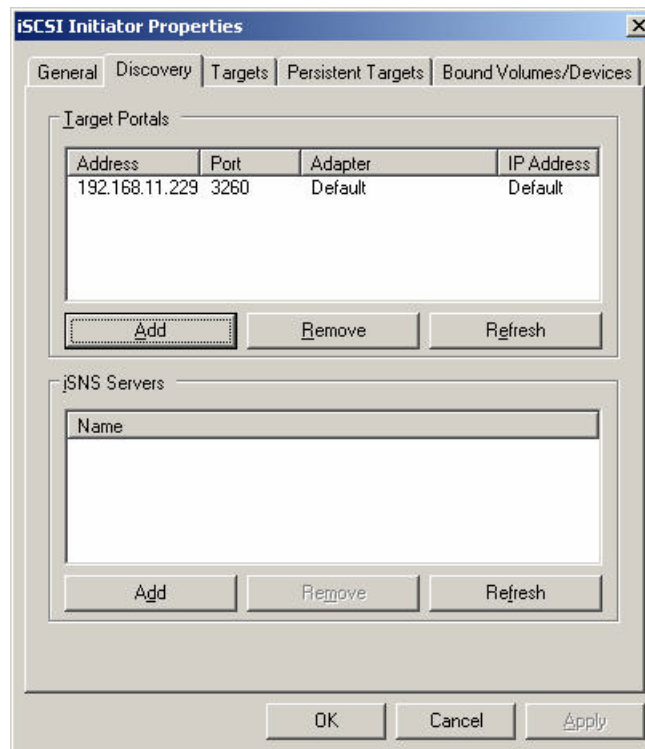 iSCSI Initiator Properties
General Discovery Targets Persistent Targets Bound Volumes/Devices
Target Portals
Address Port Adapter IP Address
192.168.11.229 3260 Default Default
Add Remove Refresh
iSNS Servers
Name
Add Remove Refresh
OK Cancel Apply